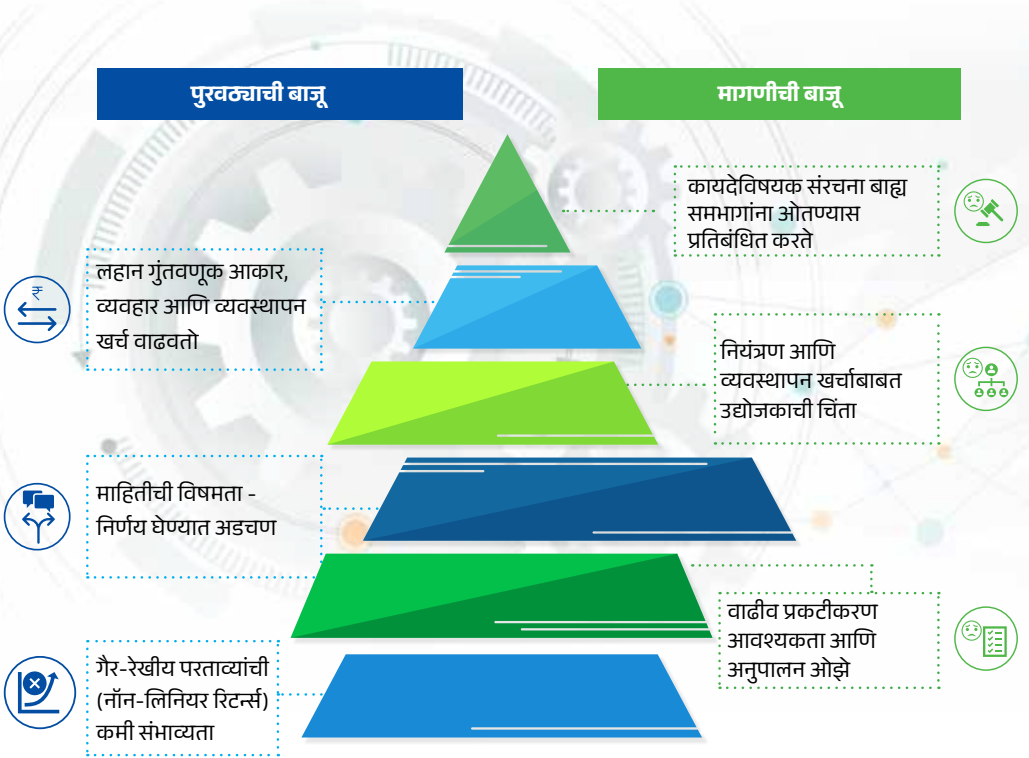 पुरवठ्याची बाजू
मागणीची बाजू
कायदेविषयक संरचना बाह्य
समभागांना ओतण्यास
प्रतिबंधित करते
लहान गुंतवणूक आकार,
व्यवहार आणि व्यवस्थापन
खर्च वाढवतो
₹
नियंत्रण आणि
व्यवस्थापन खर्चाबाबत
उद्योजकाची चिंता
माहितीची विषमता -
निर्णय घेण्यात अडचण
वाढीव प्रकटीकरण
आवश्यकता आणि
अनुपालन ओझे
गैर-रेखीय परताव्यांची
(नॉन-लिनियर रिटर्न्स)
कमी संभाव्यता